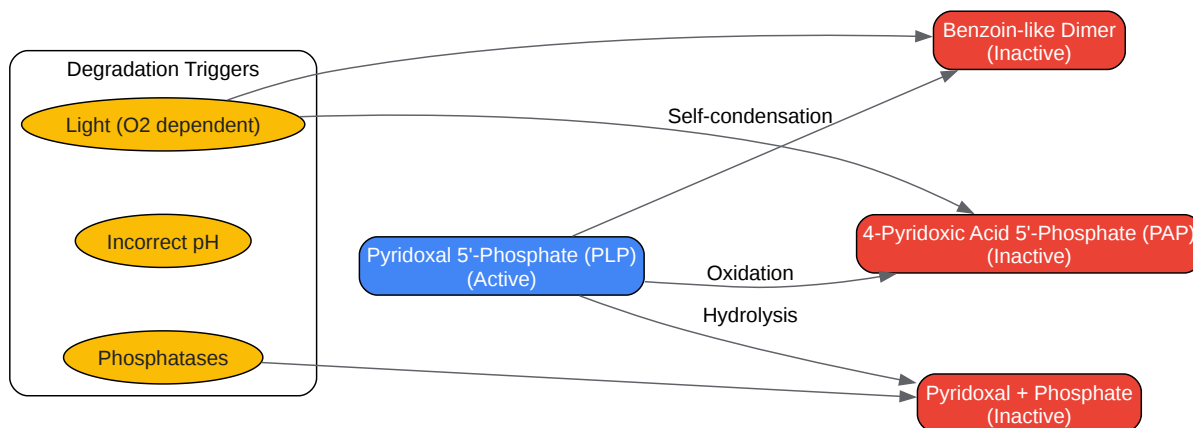 Degradation Triggers
Light (O2 dependent)
Incorrect pH
Phosphatases
Pyridoxal 5'-Phosphate (PLP)
(Active)
Self-condensation
Oxidation
Hydrolysis
Benzoin-like Dimer
(Inactive)
4-Pyridoxic Acid 5'-Phosphate (PAP)
(Inactive)
Pyridoxal + Phosphate
(Inactive)